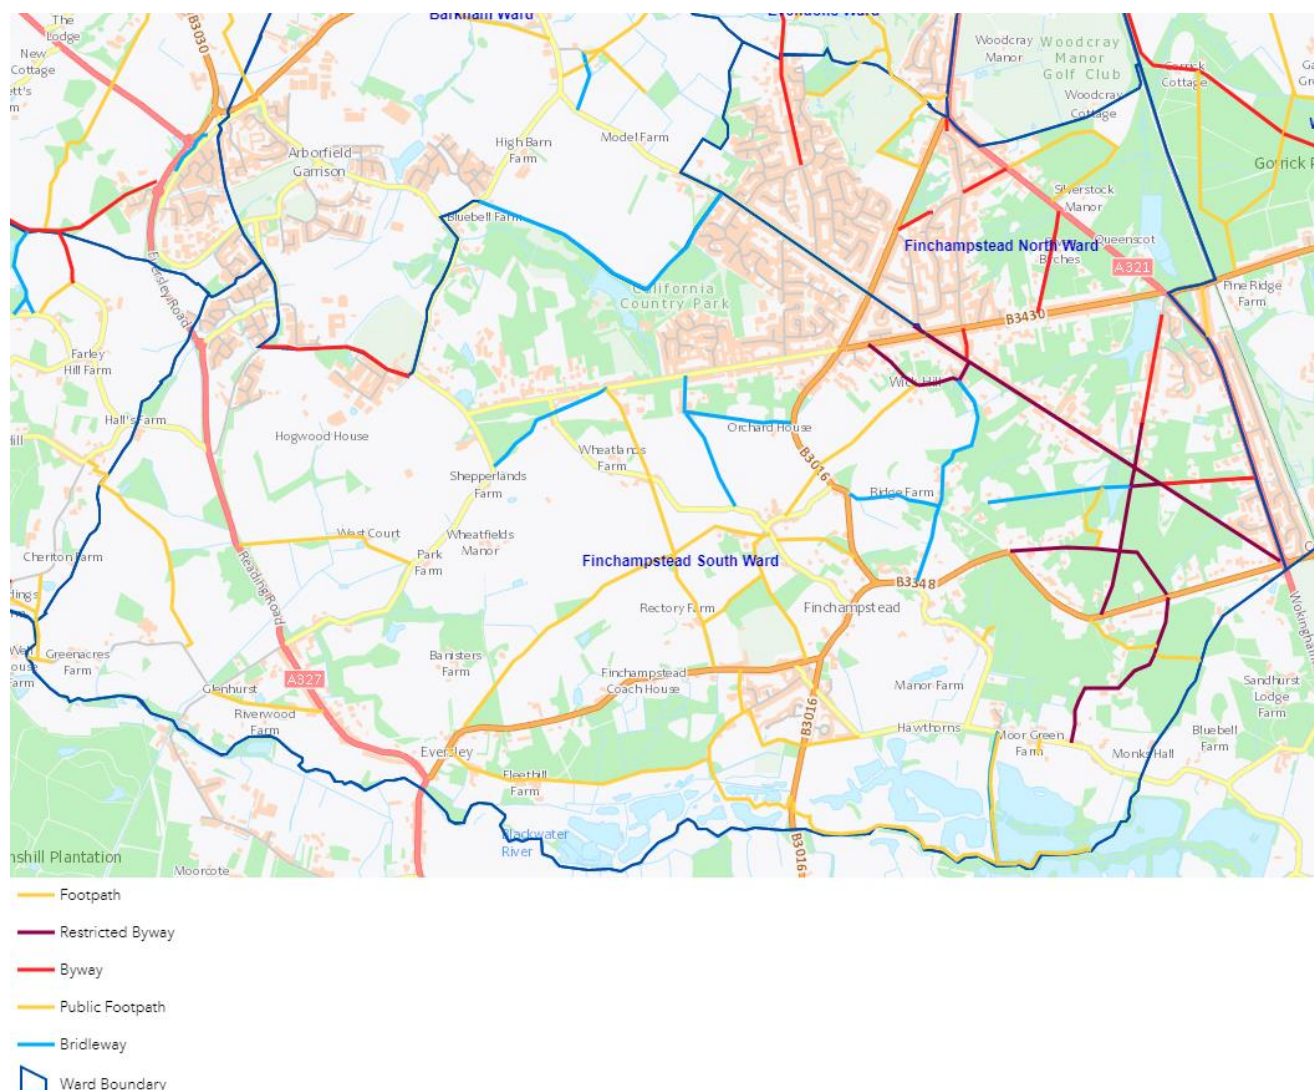 The
Lodge
New
Cottage
B3030
Barkham Ward
Woodcray
Manor
Woodcray
Manor
Golf Club
Woodcray
Cottage
Gorrick
Cottage
Arborfield
Garrison
High Barn
Farm
Model Farm
Bluebell Farm
Silverstock
Manor
Queenscot
Birches
Finchampstead North Ward
A321
Pine Ridge
Farm
Eversley Road
California
Country Park
B3430
Farley
Hill Farm
Wick Hill
Hall's Farm
Hogwood House
Orchard House
Wheatlands
Farm
B3016
Shepperlands
Farm
Ridge Farm
West Court
Wheatfields
Manor
Park
Farm
Cheriton Farm
Finchampstead South Ward
Reading Road
B3348
Rectory Farm
Finchampstead
Wokingham
Greenacres
Farm
Banisters
Farm
Finchampstead
Coach House
A327
Glenhurst
Manor Farm
Sandhurst
Lodge
Farm
Riverwood
Farm
B3016
Hawthorns
Moor Green
Farm
Bluebell
Farm
Eversley
Monks Hall
Fleethill
Farm
Blackwater
River
B3016
nshill Plantation
Moorcote
Footpath
Restricted Byway
Byway
Public Footpath
Bridleway
Ward Boundary